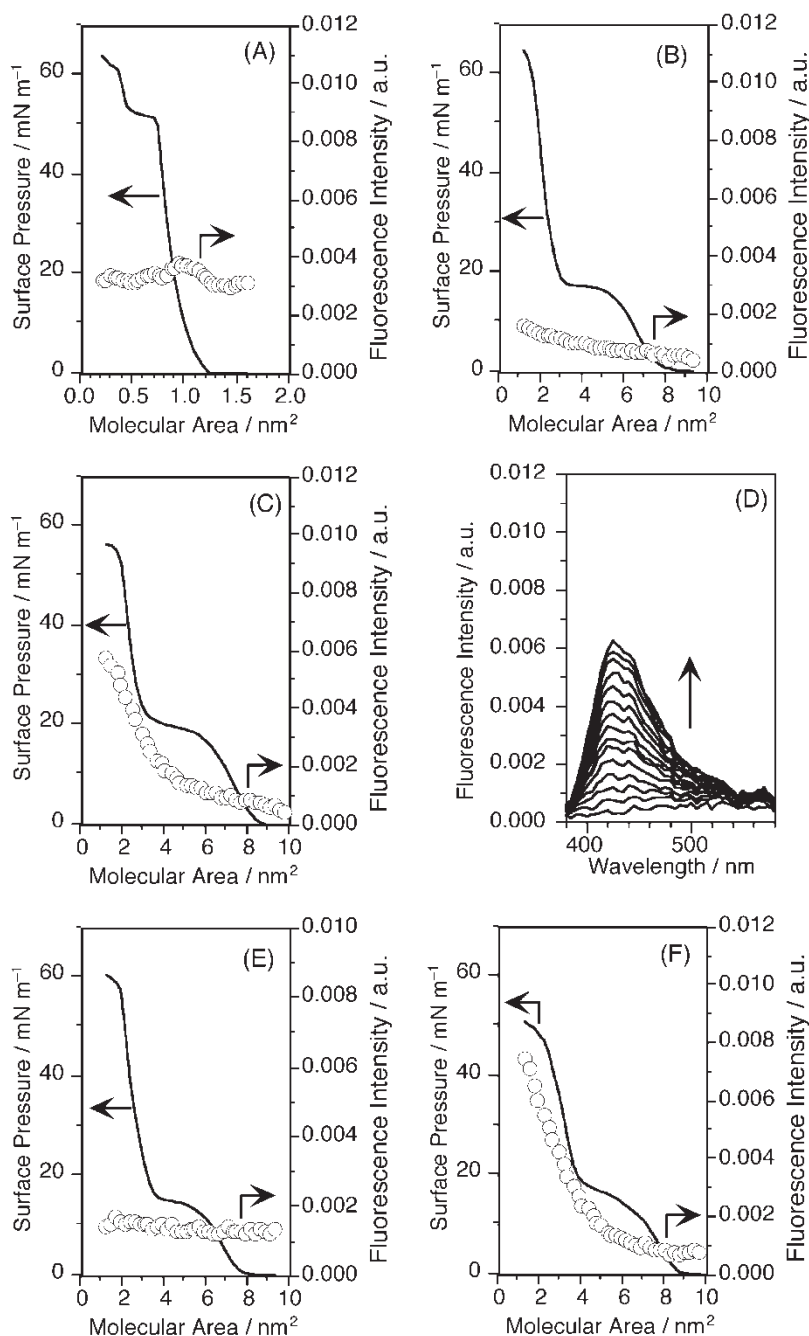 (A)
Surface Pressure / mN m⁻¹
60
40
20
0
0.012
0.010
0.008
0.006
0.004
0.002
0.000
Fluorescence Intensity / a.u.
0.0 0.5 1.0 1.5 2.0
Molecular Area / nm²
(B)
Surface Pressure / mN m⁻¹
60
40
20
0
0.012
0.010
0.008
0.006
0.004
0.002
0.000
Fluorescence Intensity / a.u.
0 2 4 6 8 10
Molecular Area / nm²
(C)
Surface Pressure / mN m⁻¹
60
40
20
0
0.012
0.010
0.008
0.006
0.004
0.002
0.000
Fluorescence Intensity / a.u.
0 2 4 6 8 10
Molecular Area / nm²
(D)
Fluorescence Intensity / a.u.
0.012
0.010
0.008
0.006
0.004
0.002
0.000
400 500
Wavelength / nm
(E)
Surface Pressure / mN m⁻¹
60
40
20
0
0.010
0.008
0.006
0.004
0.002
0.000
Fluorescence Intensity / a.u.
0 2 4 6 8 10
Molecular Area / nm²
(F)
Surface Pressure / mN m⁻¹
60
40
20
0
0.012
0.010
0.008
0.006
0.004
0.002
0.000
Fluorescence Intensity / a.u.
0 2 4 6 8 10
Molecular Area / nm²